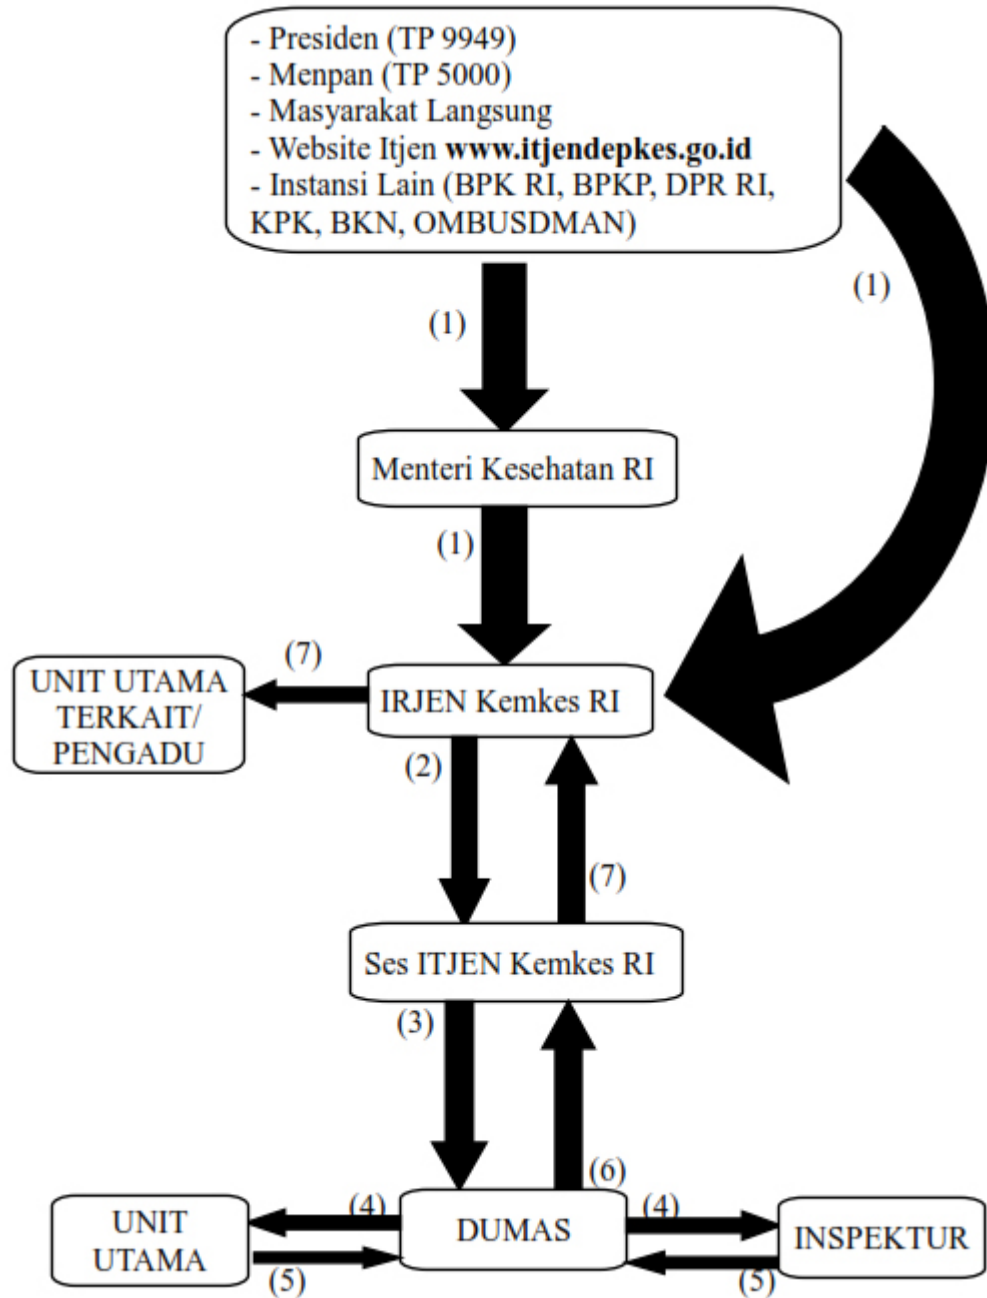 - Presiden (TP 9949)
- Menpan (TP 5000)
- Masyarakat Langsung
- Website Itjen www.itjendepkes.go.id
- Instansi Lain (BPK RI, BPKP, DPR RI,
KPK, BKN, OMBUSDMAN)
(1)
(1)
Menteri Kesehatan RI
(1)
(7)
UNIT UTAMA
TERKAIT/
PENGADU
IRJEN Kemkes RI
(2)
(7)
Ses ITJEN Kemkes RI
(3)
(6)
(4)
(4)
UNIT
UTAMA
DUMAS
INSPEKTUR
(5)
(5)